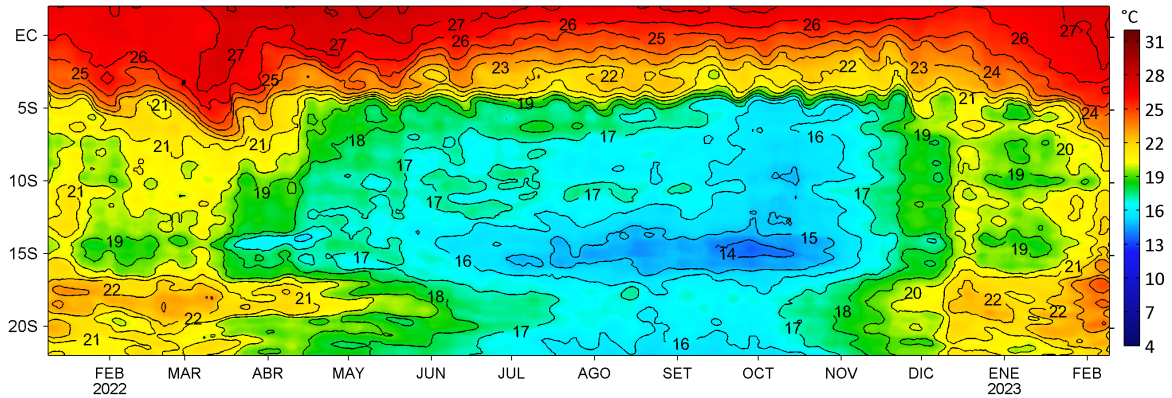 °C
EC
5S
10S
15S
20S
27 26 27 27 26 26 27
26 27 26 25 26
25 25 23 22 22 23 24
21 19 21 24
21 18 17 16 19 20
21 19 17 17 17 17 19
19 15
17 16 14 19 21
22 21 18 20 22
22 17 17 18 22
21 16
31
28
25
22
19
16
13
10
7
4
FEB MAR ABR MAY JUN JUL AGO SET OCT NOV DIC ENE FEB
2022 2023